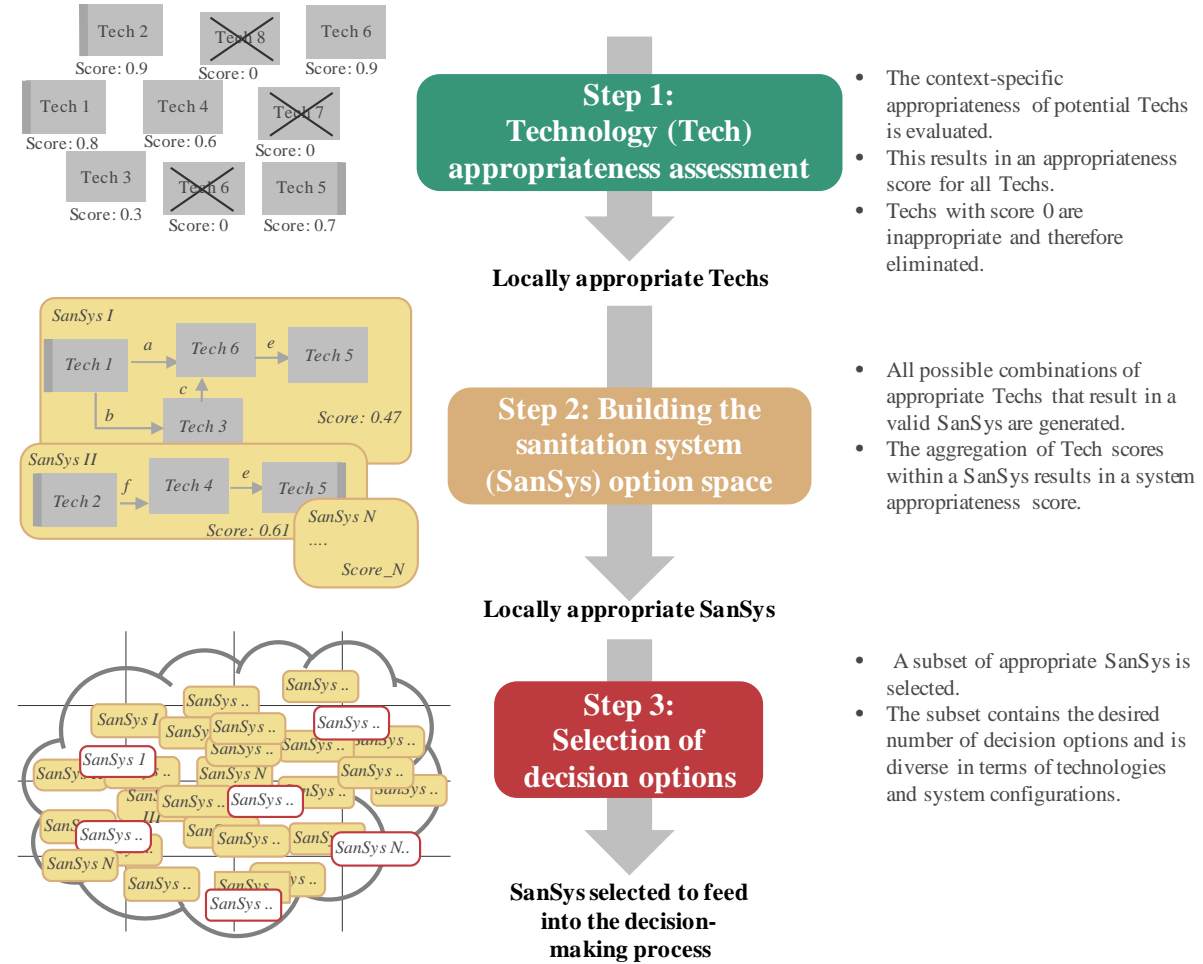 Tech 2
Score: 0.9
Tech 8
Score: 0
Tech 6
Score: 0.9
Tech 1
Score: 0.8
Tech 4
Score: 0.6
Tech 7
Score: 0
Tech 3
Score: 0.3
Tech 6
Score: 0
Tech 5
Score: 0.7
Step 1:
Technology (Tech)
appropriateness assessment
• The context-specific
appropriateness of potential Techs
is evaluated.
• This results in an appropriateness
score for all Techs.
• Techs with score 0 are
inappropriate and therefore
eliminated.
Locally appropriate Techs
SanSys I
Tech 1
a
Tech 6
e
Tech 5
c
b
Tech 3
Score: 0.47
SanSys II
Tech 2
f
Tech 4
e
Tech 5
Score: 0.61
SanSys N
....
Score_N
Step 2: Building the
sanitation system
(SanSys) option space
• All possible combinations of
appropriate Techs that result in a
valid SanSys are generated.
• The aggregation of Tech scores
within a SanSys results in a system
appropriateness score.
Locally appropriate SanSys
SanSys ..
SanSys ..
SanSys I
SanSys ..
SanSys ..
SanSys ..
SanSys ..
SanSys 1
SanSys N
SanSys ..
SanSys ..
SanSys ..
III
SanSys ..
SanSys ..
SanSys ..
SanSys N..
SanSys N
SanSys ..
SanSys ..
SanSys ..
Step 3:
Selection of
decision options
• A subset of appropriate SanSys is
selected.
• The subset contains the desired
number of decision options and is
diverse in terms of technologies
and system configurations.
SanSys selected to feed
into the decision-
making process